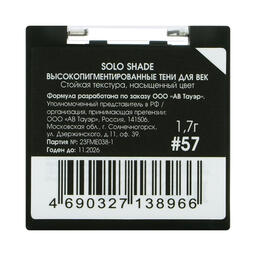 SOLO SHADE
ВЫСОКОПИГМЕНТИРОВАННЫЕ ТЕНИ ДЛЯ ВЕК
Стойкая текстура, насыщенный цвет
Формула разработана по заказу ООО «АВ Тауэр».
Уполномоченный представитель в РФ /
организация, принимающая претензии:
ООО «АВ Тауэр», Россия, 141506,
Московская обл., г. Солнечногорск,
ул. Дзержинского, д. 11, оф. 39.
Партия №: 23FME038-1
Годен до: 11.2026
1,7г
#57
4 690327 138966